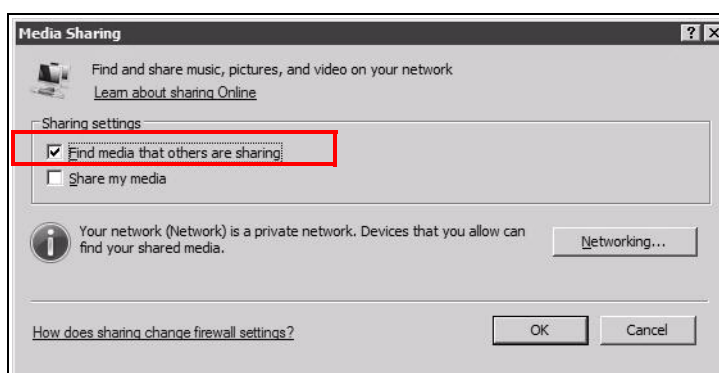 Media Sharing
Find and share music, pictures, and video on your network
Learn about sharing Online
Sharing settings
Find media that others are sharing
Share my media
Your network (Network) is a private network. Devices that you allow can
find your shared media.
Networking...
How does sharing change firewall settings?
OK
Cancel